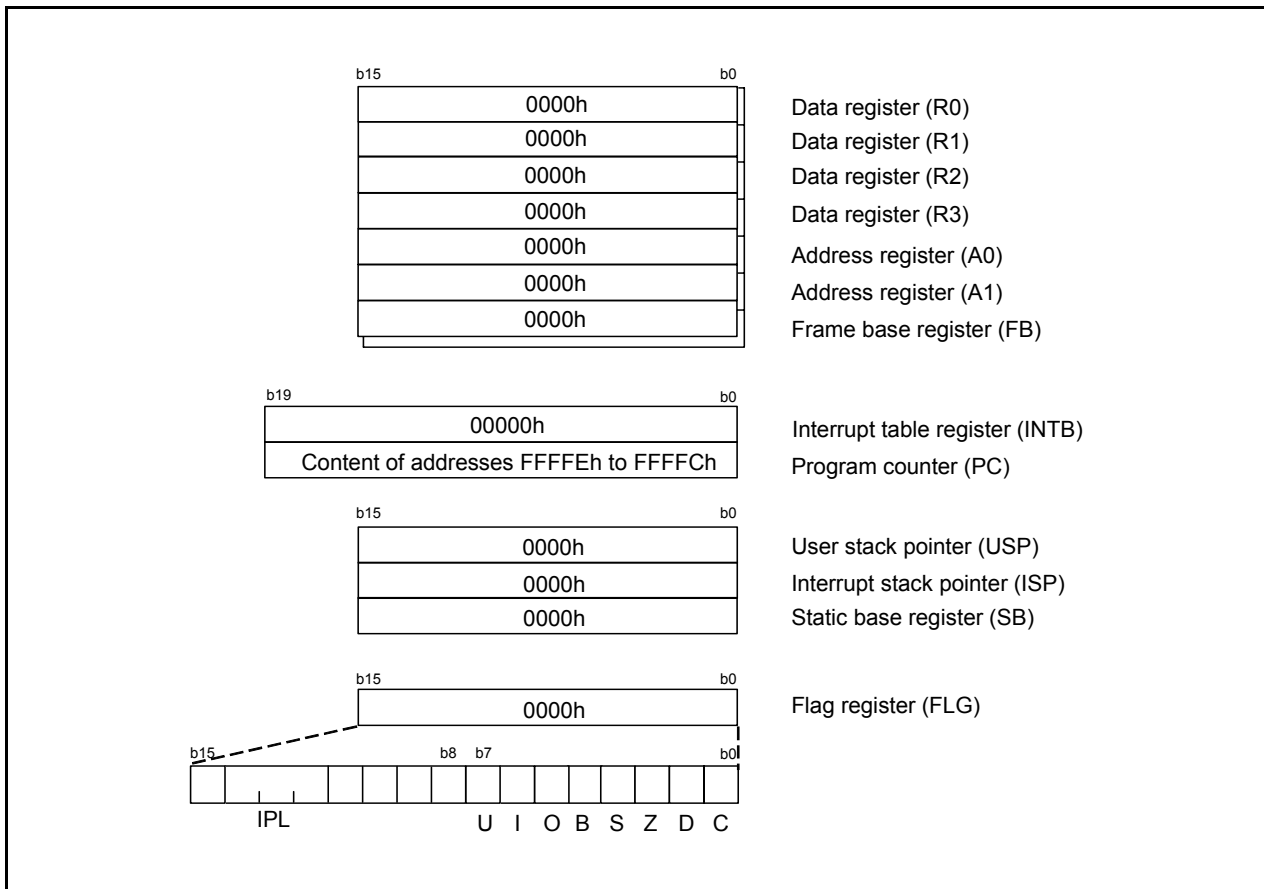 b15 b0
0000h Data register (R0)
0000h Data register (R1)
0000h Data register (R2)
0000h Data register (R3)
0000h Address register (A0)
0000h Address register (A1)
0000h Frame base register (FB)
b19 b0
00000h Interrupt table register (INTB)
Content of addresses FFFFEh to FFFFCh Program counter (PC)
b15 b0
0000h User stack pointer (USP)
0000h Interrupt stack pointer (ISP)
0000h Static base register (SB)
b15 b0
0000h Flag register (FLG)
b15 b8 b7 b0
IPL U I O B S Z D C